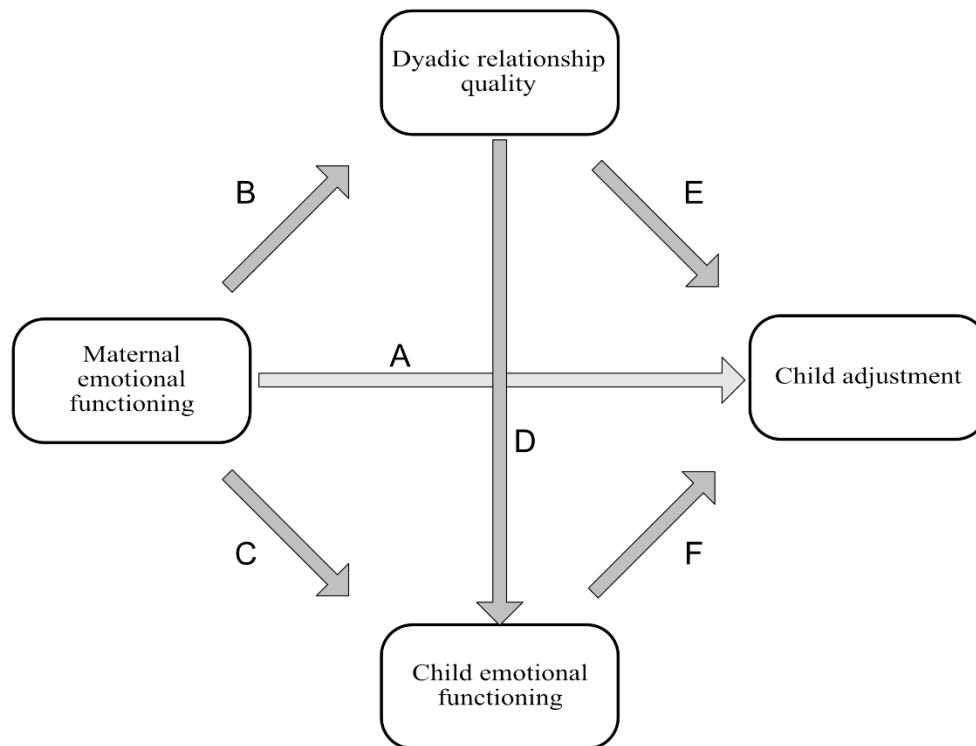 Dyadic relationship
quality
B
E
Maternal
emotional
functioning
A
Child adjustment
D
C
F
Child emotional
functioning